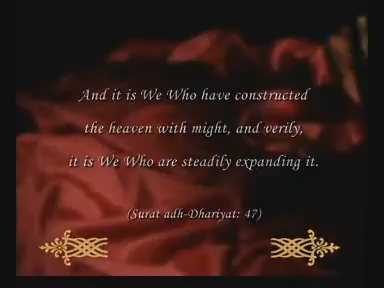 And it is We Who have constructed
the heaven with might, and verily,
it is We Who are steadily expanding it.
(Surat adh-Dhariyat: 47)